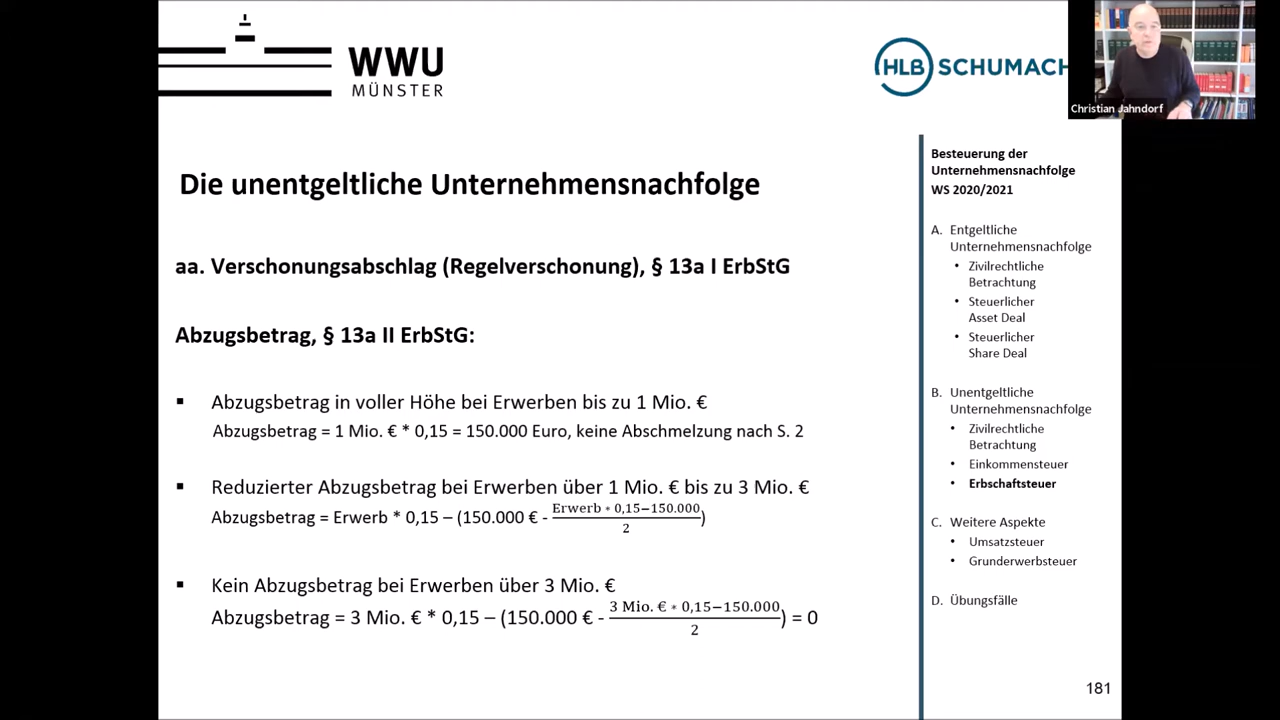 WWU
MÜNSTER
HLB SCHUMACH
Christian Jahndorf
Die unentgeltliche Unternehmensnachfolge
aa. Verschonungsabschlag (Regelverschonung), § 13a I ErbStG
Abzugsbetrag, § 13a II ErbStG:
▪ Abzugsbetrag in voller Höhe bei Erwerben bis zu 1 Mio. €
Abzugsbetrag = 1 Mio. € * 0,15 = 150.000 Euro, keine Abschmelzung nach S. 2
▪ Reduzierter Abzugsbetrag bei Erwerben über 1 Mio. € bis zu 3 Mio. €
Abzugsbetrag = Erwerb * 0,15 – (150.000 € - Erwerb * 0,15−150.000
2
)
▪ Kein Abzugsbetrag bei Erwerben über 3 Mio. €
Abzugsbetrag = 3 Mio. € * 0,15 – (150.000 € - 3 Mio. € * 0,15−150.000
2
) = 0
Besteuerung der
Unternehmensnachfolge
WS 2020/2021
A. Entgeltliche
Unternehmensnachfolge
• Zivilrechtliche
Betrachtung
• Steuerlicher
Asset Deal
• Steuerlicher
Share Deal
B. Unentgeltliche
Unternehmensnachfolge
• Zivilrechtliche
Betrachtung
• Einkommensteuer
• Erbschaftsteuer
C. Weitere Aspekte
• Umsatzsteuer
• Grunderwerbsteuer
D. Übungsfälle
181